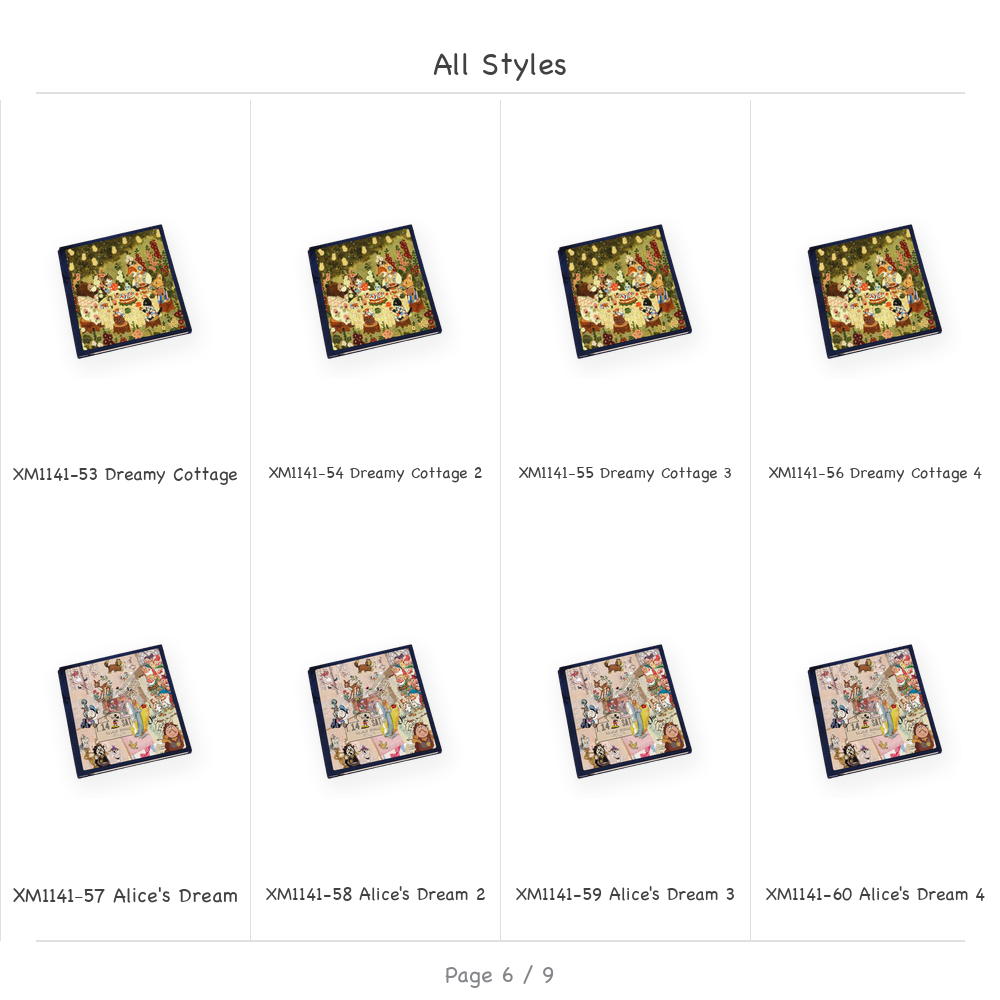 All Styles
XM1141-53 Dreamy Cottage
XM1141-54 Dreamy Cottage 2
XM1141-55 Dreamy Cottage 3
XM1141-56 Dreamy Cottage 4
XM1141-57 Alice's Dream
XM1141-58 Alice's Dream 2
XM1141-59 Alice's Dream 3
XM1141-60 Alice's Dream 4
Page 6 / 9